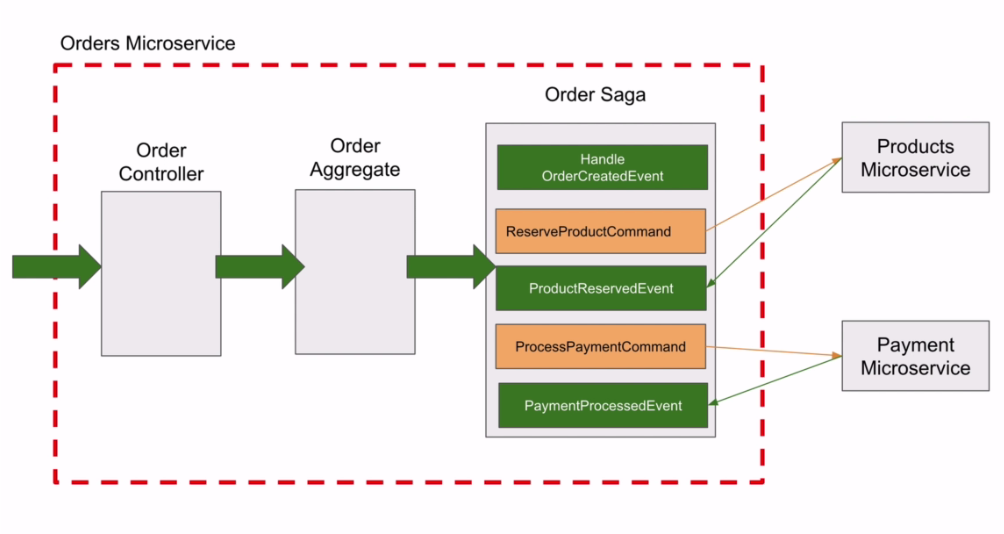 Orders Microservice
Order Saga
Order
Controller
Order
Aggregate
Handle
OrderCreatedEvent
ReserveProductCommand
ProductReservedEvent
ProcessPaymentCommand
PaymentProcessedEvent
Products
Microservice
Payment
Microservice